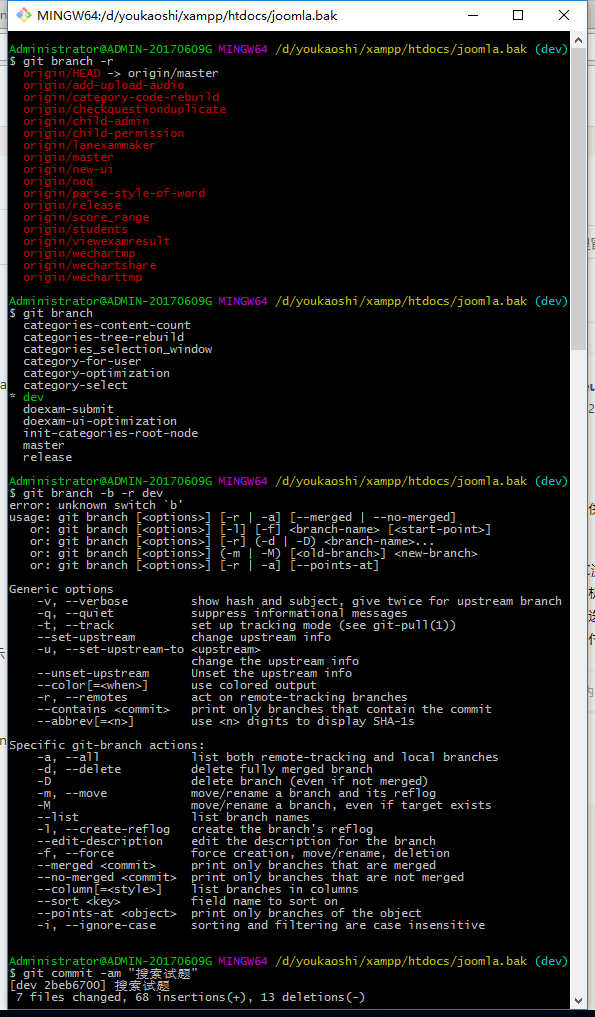 MINGW64:/d/youkaoshi/xampp/htdocs/joomla.bak
Administrator@ADMIN-20170609G MINGW64 /d/youkaoshi/xampp/htdocs/joomla.bak (dev)
$ git branch -r
origin/HEAD -> origin/master
origin/add-upload-audio
origin/category-code-rebuild
origin/checkquestionduplicate
origin/child-admin
origin/child-permission
origin/lanexammaker
origin/master
origin/new-ui
origin/noq
origin/parse-style-of-word
origin/release
origin/score_range
origin/students
origin/viewexamresult
origin/wechartmp
origin/wechartshare
origin/wecharttmp
Administrator@ADMIN-20170609G MINGW64 /d/youkaoshi/xampp/htdocs/joomla.bak (dev)
$ git branch
categories-content-count
categories-tree-rebuild
categories_selection_window
category-for-user
category-optimization
category-select
* dev
doexam-submit
doexam-ui-optimization
init-categories-root-node
master
release
Administrator@ADMIN-20170609G MINGW64 /d/youkaoshi/xampp/htdocs/joomla.bak (dev)
$ git branch -b -r dev
error: unknown switch `b'
usage: git branch [<options>] [-r | -a] [--merged | --no-merged]
or: git branch [<options>] [-l] [-f] <branch-name> [<start-point>]
or: git branch [<options>] [-r] (-d | -D) <branch-name>...
or: git branch [<options>] (-m | -M) [<old-branch>] <new-branch>
or: git branch [<options>] [-r | -a] [--points-at]
Generic options
-v, --verbose show hash and subject, give twice for upstream branch
-q, --quiet suppress informational messages
-t, --track set up tracking mode (see git-pull(1))
--set-upstream change upstream info
-u, --set-upstream-to <upstream>
change the upstream info
--unset-upstream Unset the upstream info
--color[=<when>] use colored output
-r, --remotes act on remote-tracking branches
--contains <commit> print only branches that contain the commit
--abbrev[=<n>] use <n> digits to display SHA-1s
Specific git-branch actions:
-a, --all list both remote-tracking and local branches
-d, --delete delete fully merged branch
-D delete branch (even if not merged)
-m, --move move/rename a branch and its reflog
-M move/rename a branch, even if target exists
--list list branch names
-l, --create-reflog create the branch's reflog
--edit-description edit the description for the branch
-f, --force force creation, move/rename, deletion
--merged <commit> print only branches that are merged
--no-merged <commit> print only branches that are not merged
--column[=<style>] list branches in columns
--sort <key> field name to sort on
--points-at <object> print only branches of the object
-i, --ignore-case sorting and filtering are case insensitive
Administrator@ADMIN-20170609G MINGW64 /d/youkaoshi/xampp/htdocs/joomla.bak (dev)
$ git commit -am "搜索试题"
[dev 2beb6700] 搜索试题
7 files changed, 68 insertions(+), 13 deletions(-)